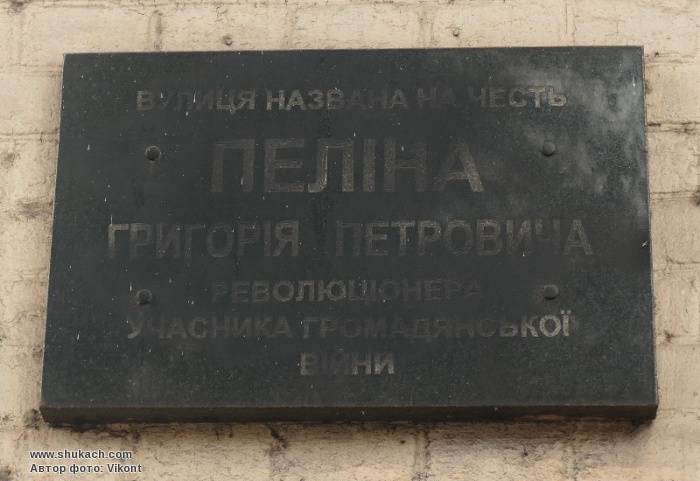 ВУЛИЦЯ НАЗВАНА НА ЧЕСТЬ
ПЕЛІНА
ГРИГОРІЯ ПЕТРОВИЧА
РЕВОЛЮЦІОНЕРА
УЧАСНИКА ГРОМАДЯНСЬКОЇ
ВІЙНИ
www.shukach.com
Автор фото: Vikont